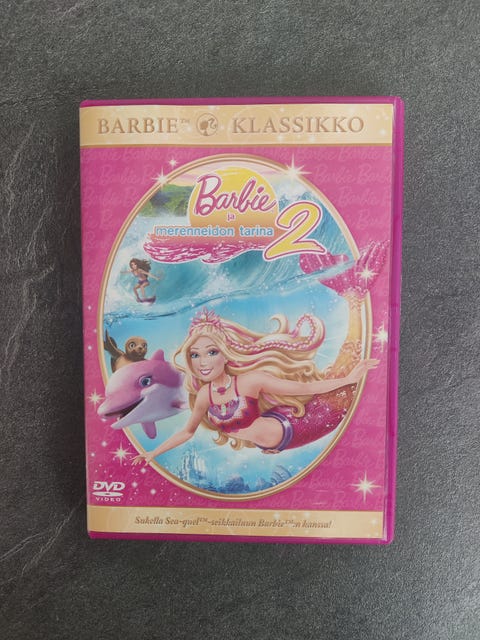 BARBIE™ KLASSIKKO
Barbie
ja
merenneidon tarina
2
DVD
VIDEO
Sukella Sea-quel™-seikkailuun Barbie™:n kanssa!